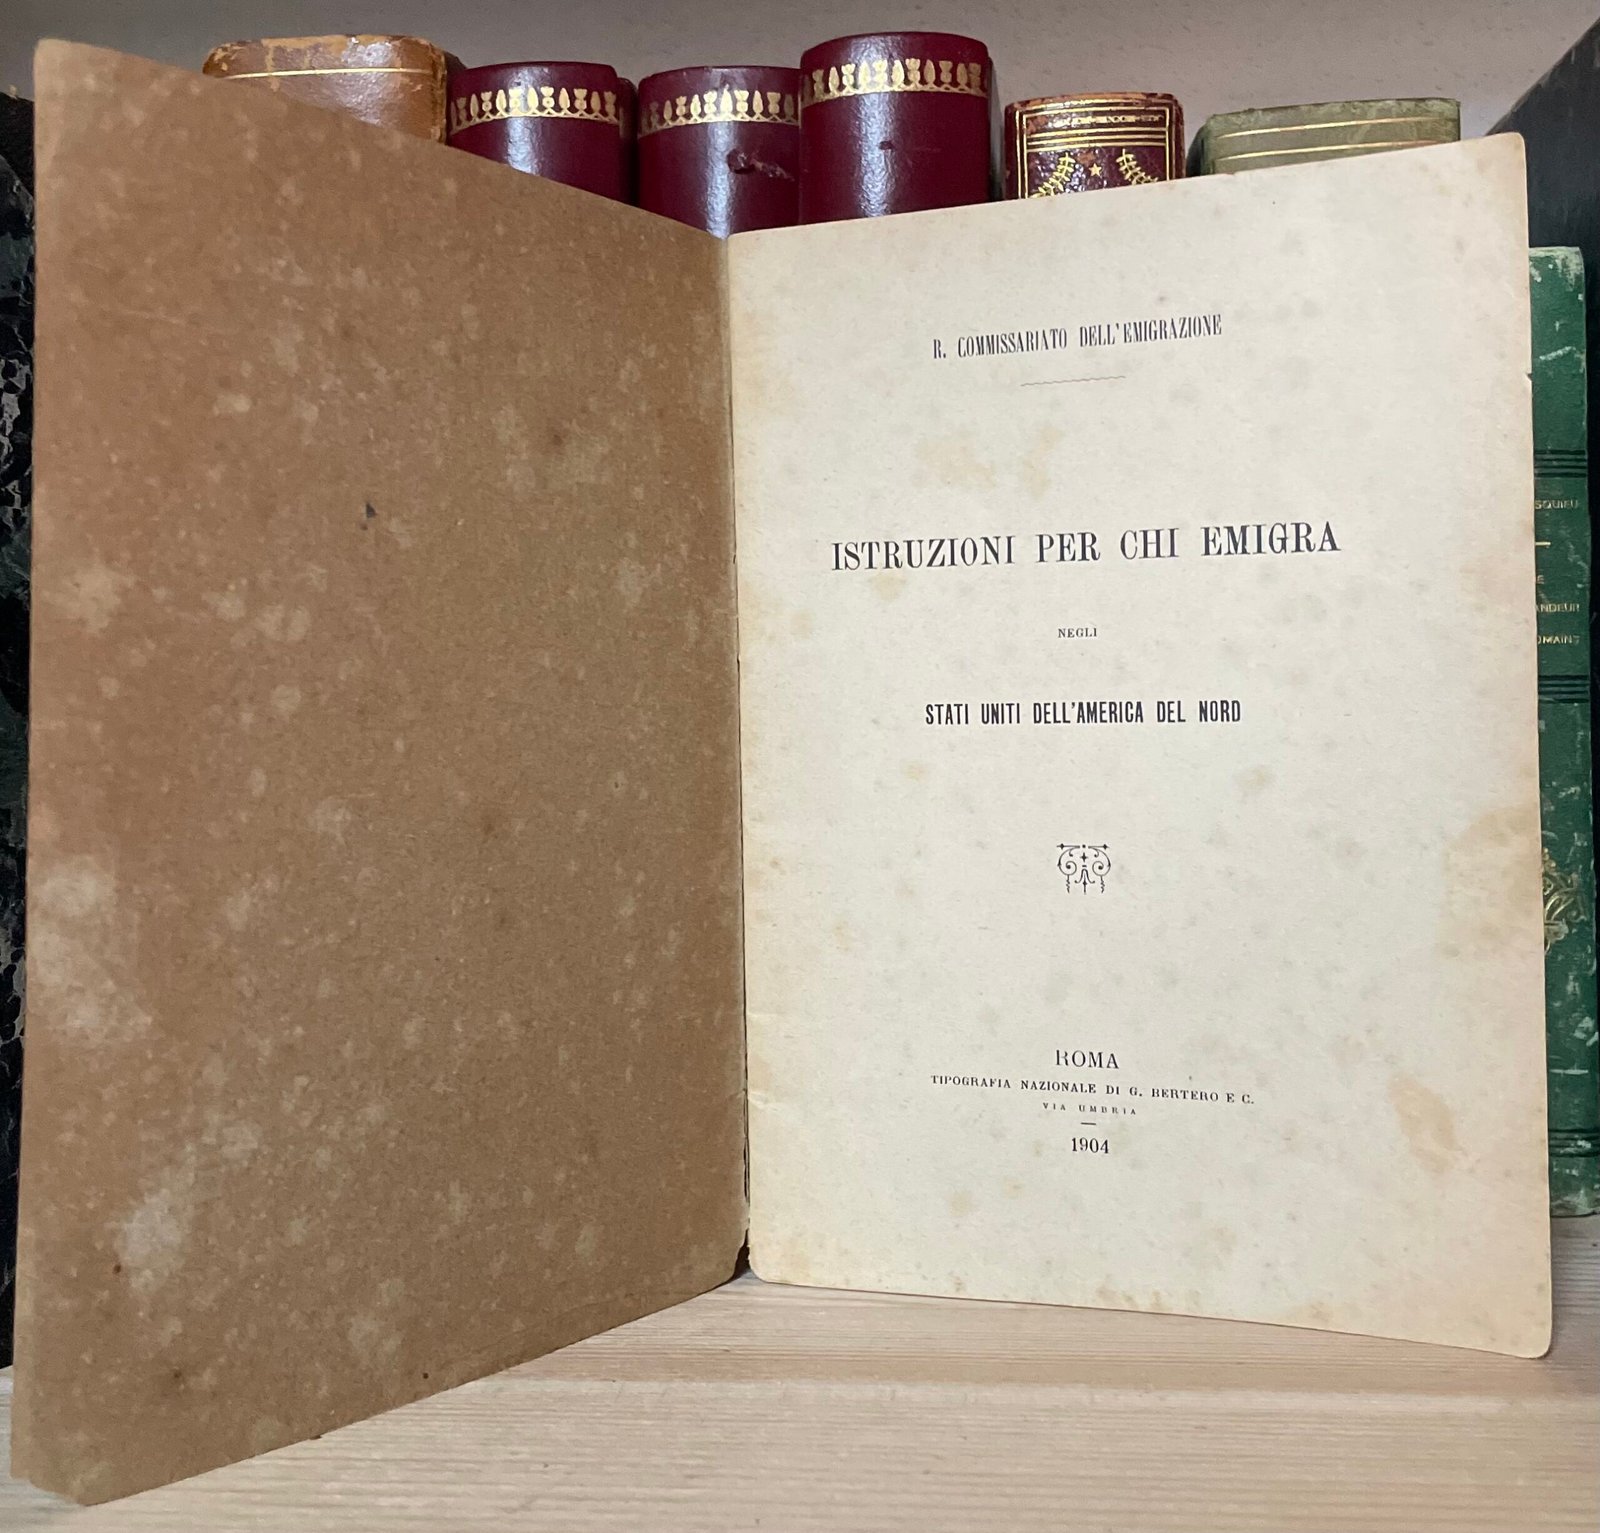 R. COMMISSARIATO DELL'EMIGRAZIONE
ISTRUZIONI PER CHI EMIGRA
NEGLI
STATI UNITI DELL'AMERICA DEL NORD
ROMA
TIPOGRAFIA NAZIONALE DI G. BERTERO E C.
VIA UMBRIA
1904